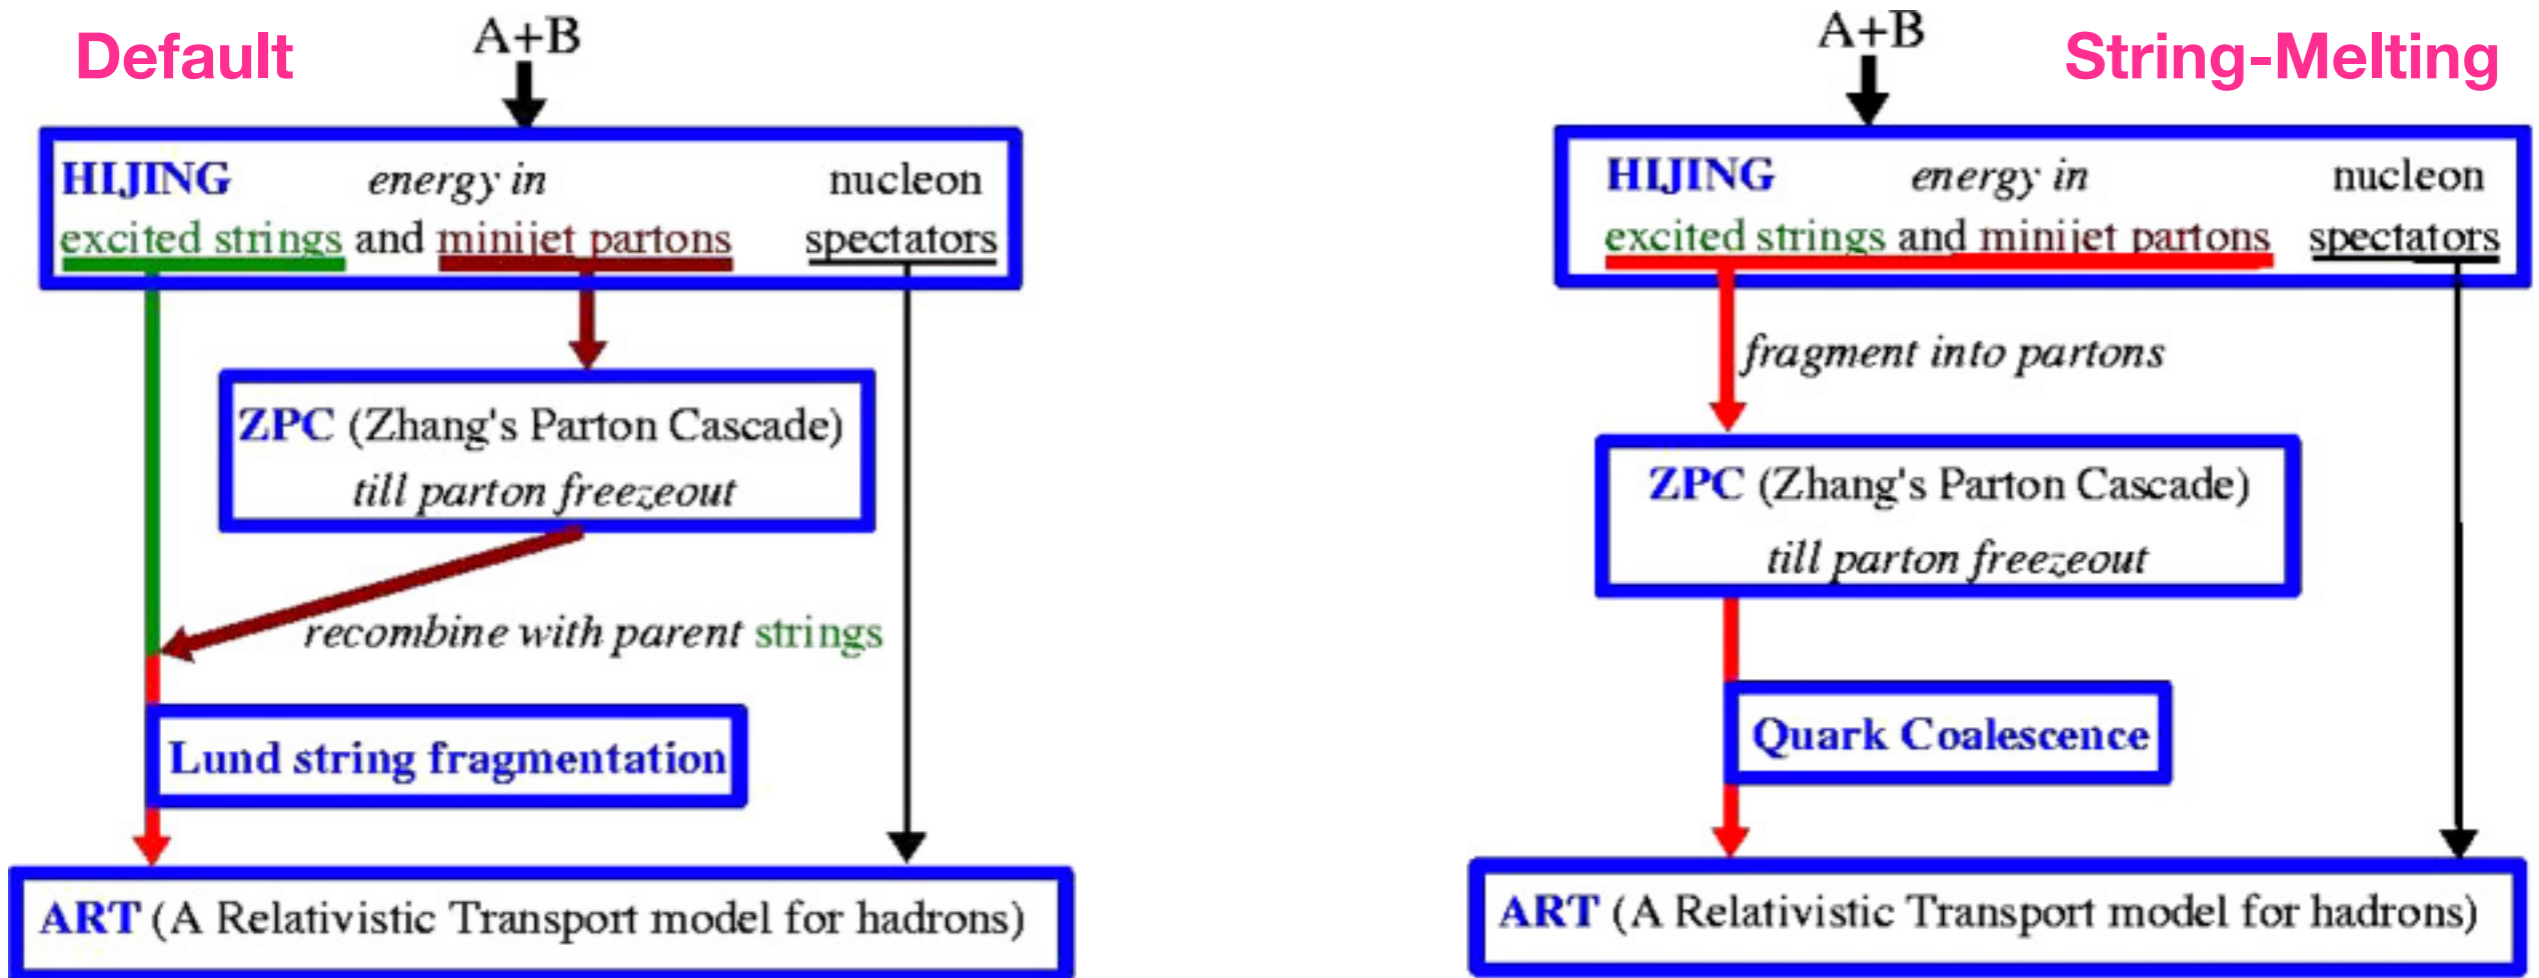 Default
A+B
HIJING energy in nucleon
excited strings and minijet partons spectators
ZPC (Zhang's Parton Cascade)
till parton freezeout
recombine with parent strings
Lund string fragmentation
ART (A Relativistic Transport model for hadrons)
String-Melting
A+B
HIJING energy in nucleon
excited strings and minijet partons spectators
fragment into partons
ZPC (Zhang's Parton Cascade)
till parton freezeout
Quark Coalescence
ART (A Relativistic Transport model for hadrons)